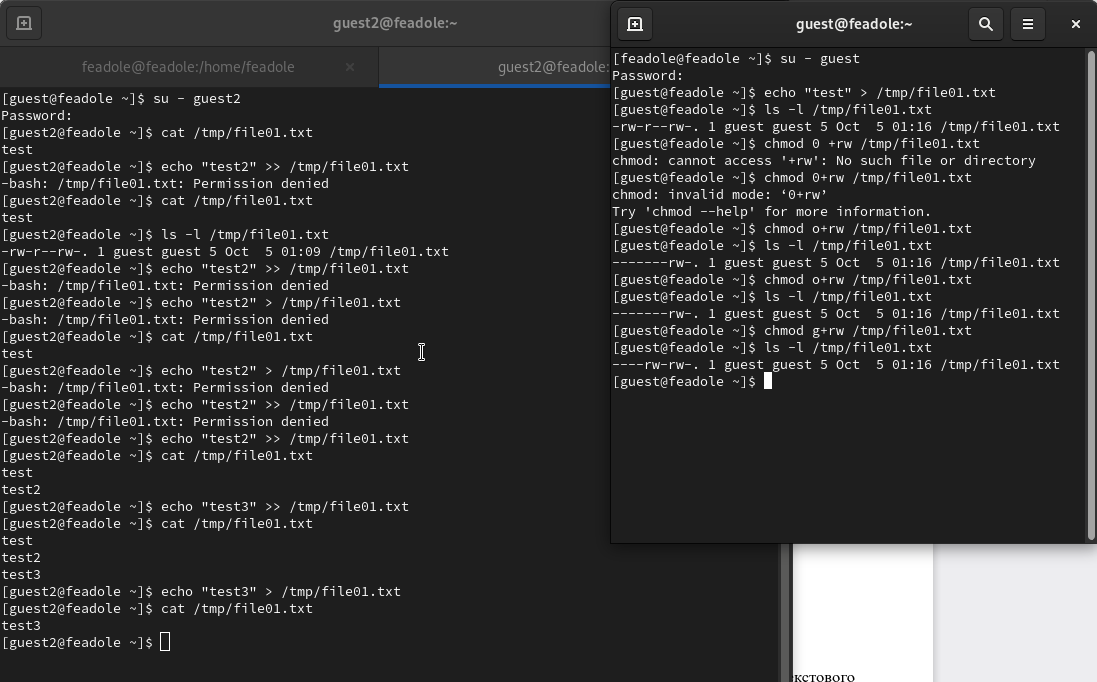 guest2@feadole:~
feadole@feadole:/home/feadole
guest2@feadole:
[guest@feadole ~]$ su - guest2
Password:
[guest2@feadole ~]$ cat /tmp/file01.txt
test
[guest2@feadole ~]$ echo "test2" >> /tmp/file01.txt
-bash: /tmp/file01.txt: Permission denied
[guest2@feadole ~]$ cat /tmp/file01.txt
test
[guest2@feadole ~]$ ls -l /tmp/file01.txt
-rw-r--rw-. 1 guest guest 5 Oct  5 01:09 /tmp/file01.txt
[guest2@feadole ~]$ echo "test2" >> /tmp/file01.txt
-bash: /tmp/file01.txt: Permission denied
[guest2@feadole ~]$ echo "test2" > /tmp/file01.txt
-bash: /tmp/file01.txt: Permission denied
[guest2@feadole ~]$ cat /tmp/file01.txt
test
[guest2@feadole ~]$ echo "test2" > /tmp/file01.txt
-bash: /tmp/file01.txt: Permission denied
[guest2@feadole ~]$ echo "test2" >> /tmp/file01.txt
-bash: /tmp/file01.txt: Permission denied
[guest2@feadole ~]$ echo "test2" >> /tmp/file01.txt
[guest2@feadole ~]$ cat /tmp/file01.txt
test
test2
[guest2@feadole ~]$ echo "test3" >> /tmp/file01.txt
[guest2@feadole ~]$ cat /tmp/file01.txt
test
test2
test3
[guest2@feadole ~]$ echo "test3" > /tmp/file01.txt
[guest2@feadole ~]$ cat /tmp/file01.txt
test3
[guest2@feadole ~]$
guest@feadole:~
[feadole@feadole ~]$ su - guest
Password:
[guest@feadole ~]$ echo "test" > /tmp/file01.txt
[guest@feadole ~]$ ls -l /tmp/file01.txt
-rw-r--rw-. 1 guest guest 5 Oct  5 01:16 /tmp/file01.txt
[guest@feadole ~]$ chmod 0 +rw /tmp/file01.txt
chmod: cannot access '+rw': No such file or directory
[guest@feadole ~]$ chmod 0+rw /tmp/file01.txt
chmod: invalid mode: ‘0+rw’
Try 'chmod --help' for more information.
[guest@feadole ~]$ chmod o+rw /tmp/file01.txt
[guest@feadole ~]$ ls -l /tmp/file01.txt
-------rw-. 1 guest guest 5 Oct  5 01:16 /tmp/file01.txt
[guest@feadole ~]$ chmod o+rw /tmp/file01.txt
[guest@feadole ~]$ ls -l /tmp/file01.txt
-------rw-. 1 guest guest 5 Oct  5 01:16 /tmp/file01.txt
[guest@feadole ~]$ chmod g+rw /tmp/file01.txt
[guest@feadole ~]$ ls -l /tmp/file01.txt
----rw-rw-. 1 guest guest 5 Oct  5 01:16 /tmp/file01.txt
[guest@feadole ~]$
кстового